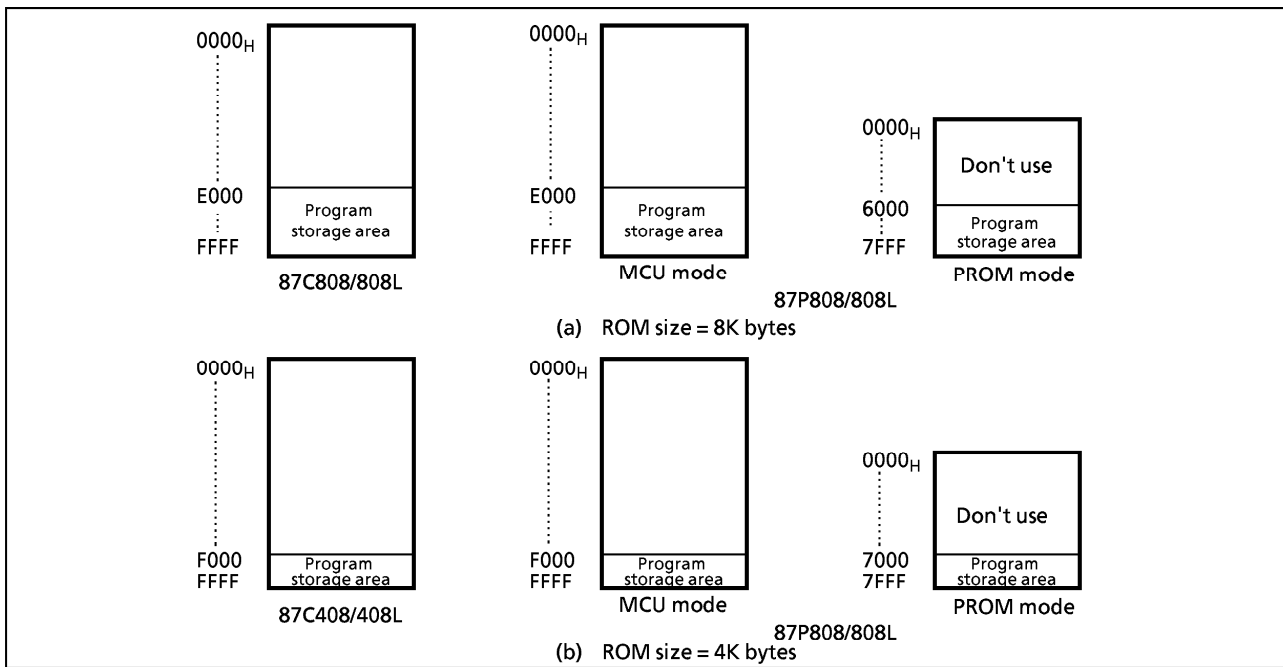 0000H 0000H
0000H
Don't use
E000 E000 6000
Program storage area Program storage area Program storage area
FFFF FFFF 7FFF
87C808/808L MCU mode PROM mode
87P808/808L
(a) ROM size = 8K bytes
0000H 0000H
0000H
Don't use
F000 F000 7000
Program storage area Program storage area Program storage area
FFFF FFFF 7FFF
87C408/408L MCU mode PROM mode
87P808/808L
(b) ROM size = 4K bytes